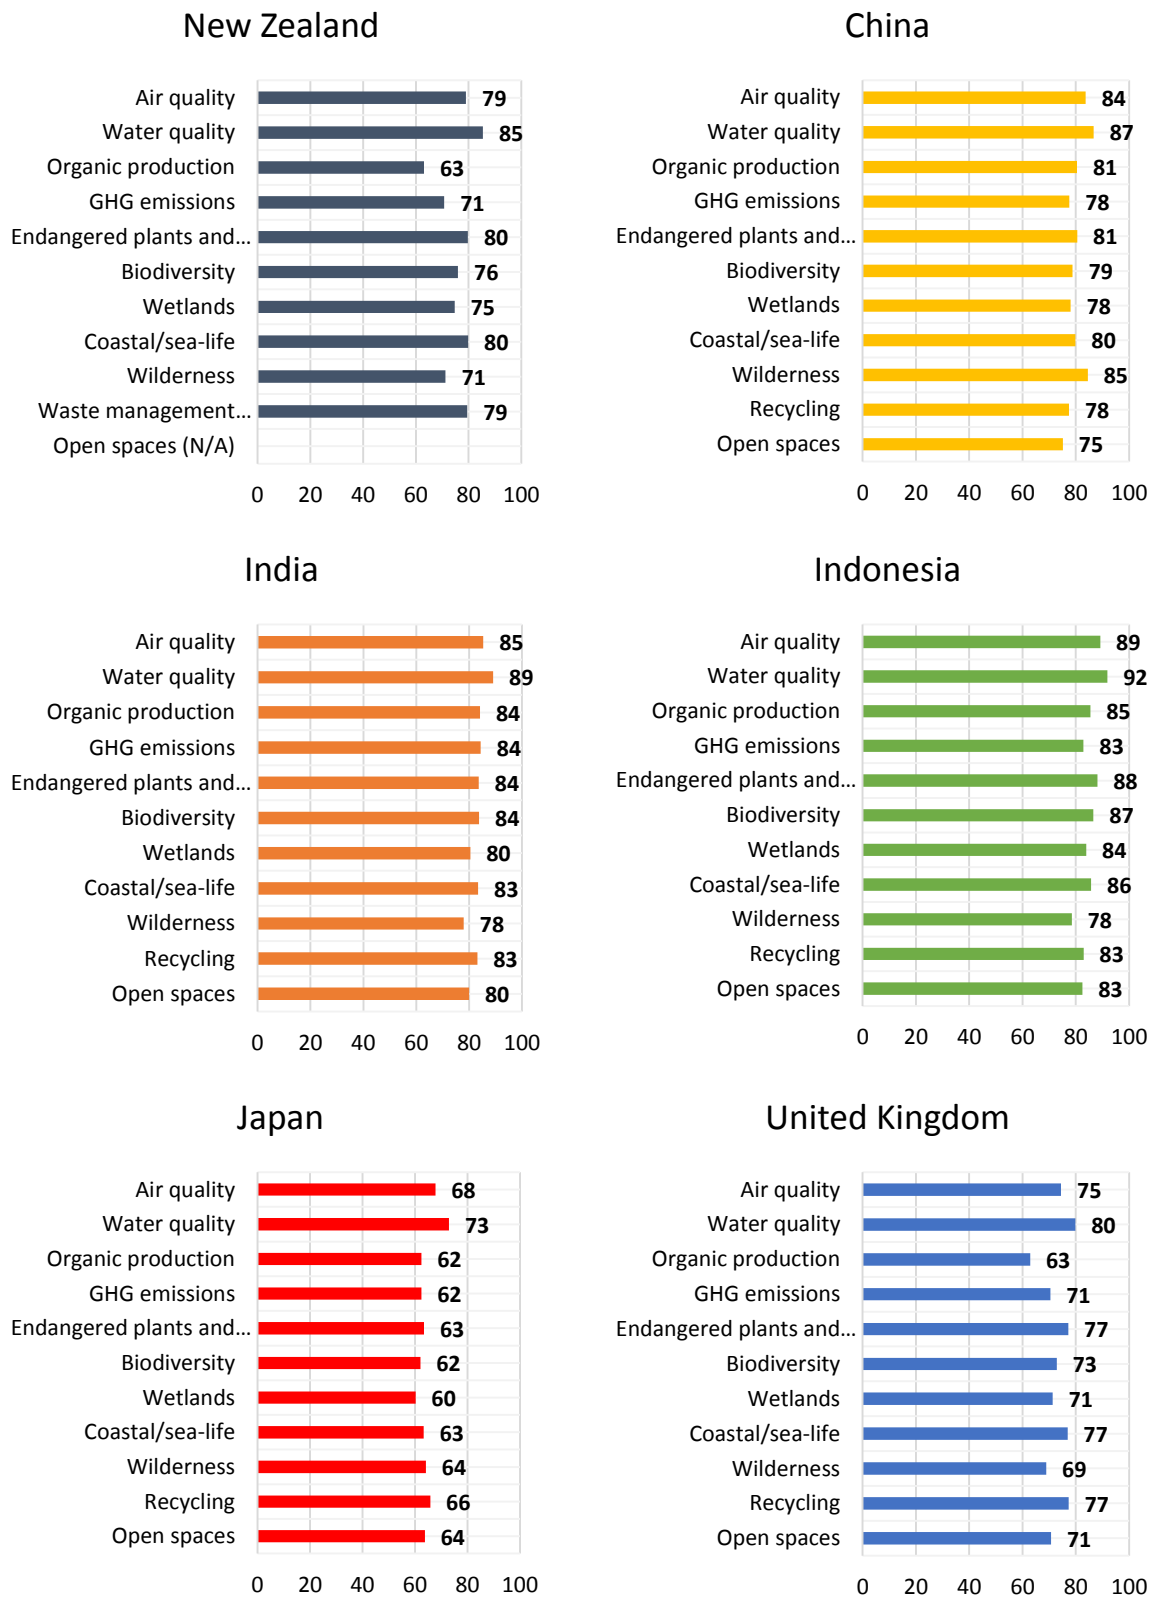 New Zealand
Air quality 79
Water quality 85
Organic production 63
GHG emissions 71
Endangered plants and... 80
Biodiversity 76
Wetlands 75
Coastal/sea-life 80
Wilderness 71
Waste management... 79
Open spaces (N/A)
0 20 40 60 80 100
China
Air quality 84
Water quality 87
Organic production 81
GHG emissions 78
Endangered plants and... 81
Biodiversity 79
Wetlands 78
Coastal/sea-life 80
Wilderness 85
Recycling 78
Open spaces 75
0 20 40 60 80 100
India
Air quality 85
Water quality 89
Organic production 84
GHG emissions 84
Endangered plants and... 84
Biodiversity 84
Wetlands 80
Coastal/sea-life 83
Wilderness 78
Recycling 83
Open spaces 80
0 20 40 60 80 100
Indonesia
Air quality 89
Water quality 92
Organic production 85
GHG emissions 83
Endangered plants and... 88
Biodiversity 87
Wetlands 84
Coastal/sea-life 86
Wilderness 78
Recycling 83
Open spaces 83
0 20 40 60 80 100
Japan
Air quality 68
Water quality 73
Organic production 62
GHG emissions 62
Endangered plants and... 63
Biodiversity 62
Wetlands 60
Coastal/sea-life 63
Wilderness 64
Recycling 66
Open spaces 64
0 20 40 60 80 100
United Kingdom
Air quality 75
Water quality 80
Organic production 63
GHG emissions 71
Endangered plants and... 77
Biodiversity 73
Wetlands 71
Coastal/sea-life 77
Wilderness 69
Recycling 77
Open spaces 71
0 20 40 60 80 100